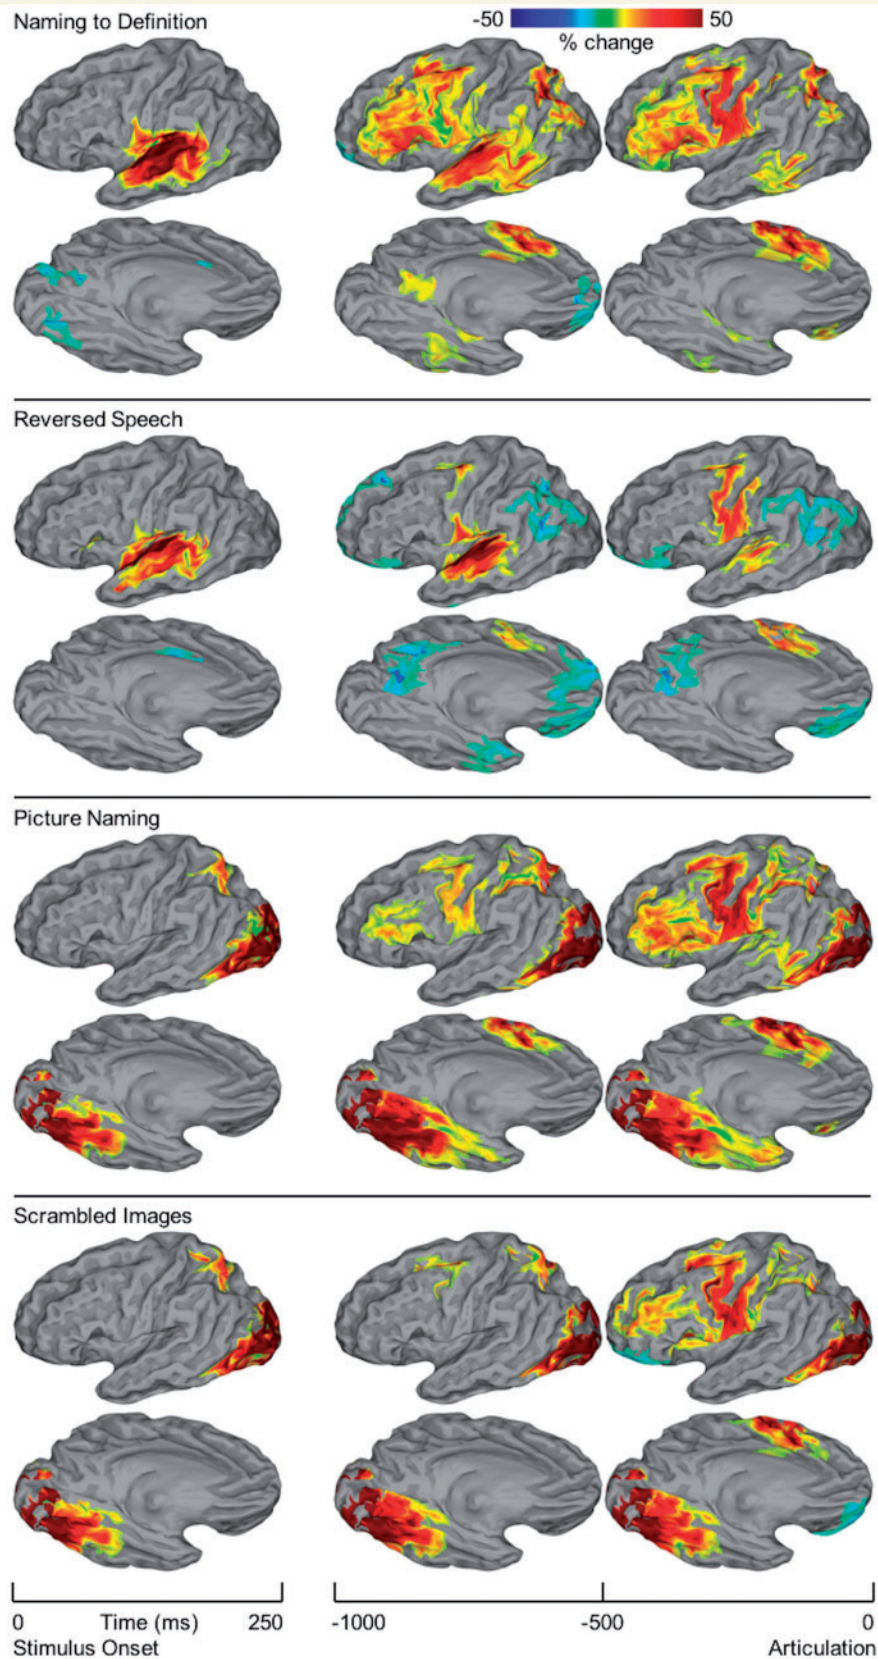 Naming to Definition
-50 50
% change
Reversed Speech
Picture Naming
Scrambled Images
0 Time (ms) 250 -1000 -500 0
Stimulus Onset Articulation